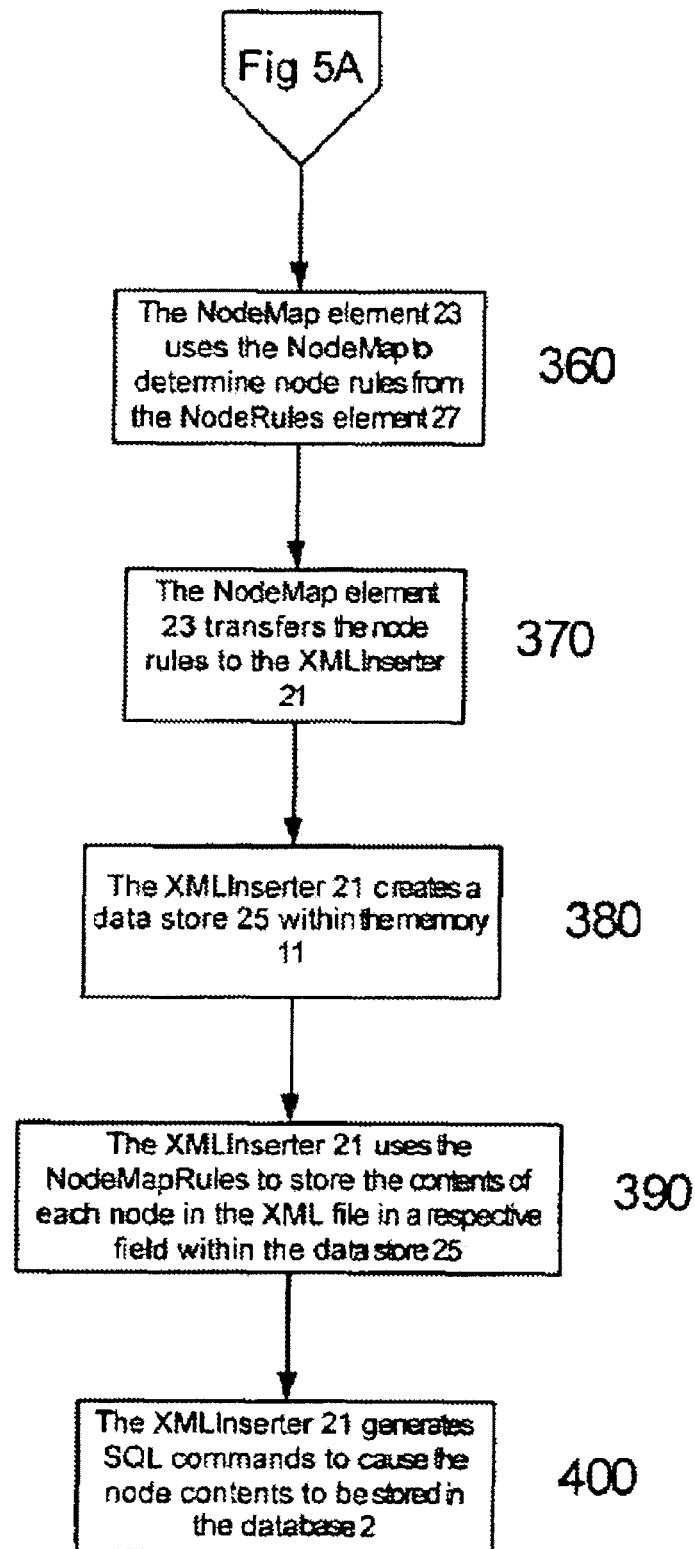 Fig 5A
The NodeMap element 23
uses the NodeMap to
determine node rules from
the NodeRules element 27
360
The NodeMap element
23 transfers the node
rules to the XMLInserter
21
370
The XMLInserter 21 creates a
data store 25 within the memory
11
380
The XMLInserter 21 uses the
NodeMapRules to store the contents of
each node in the XML file in a respective
field within the data store 25
390
The XMLInserter 21 generates
SQL commands to cause the
node contents to be stored in
the database 2
400